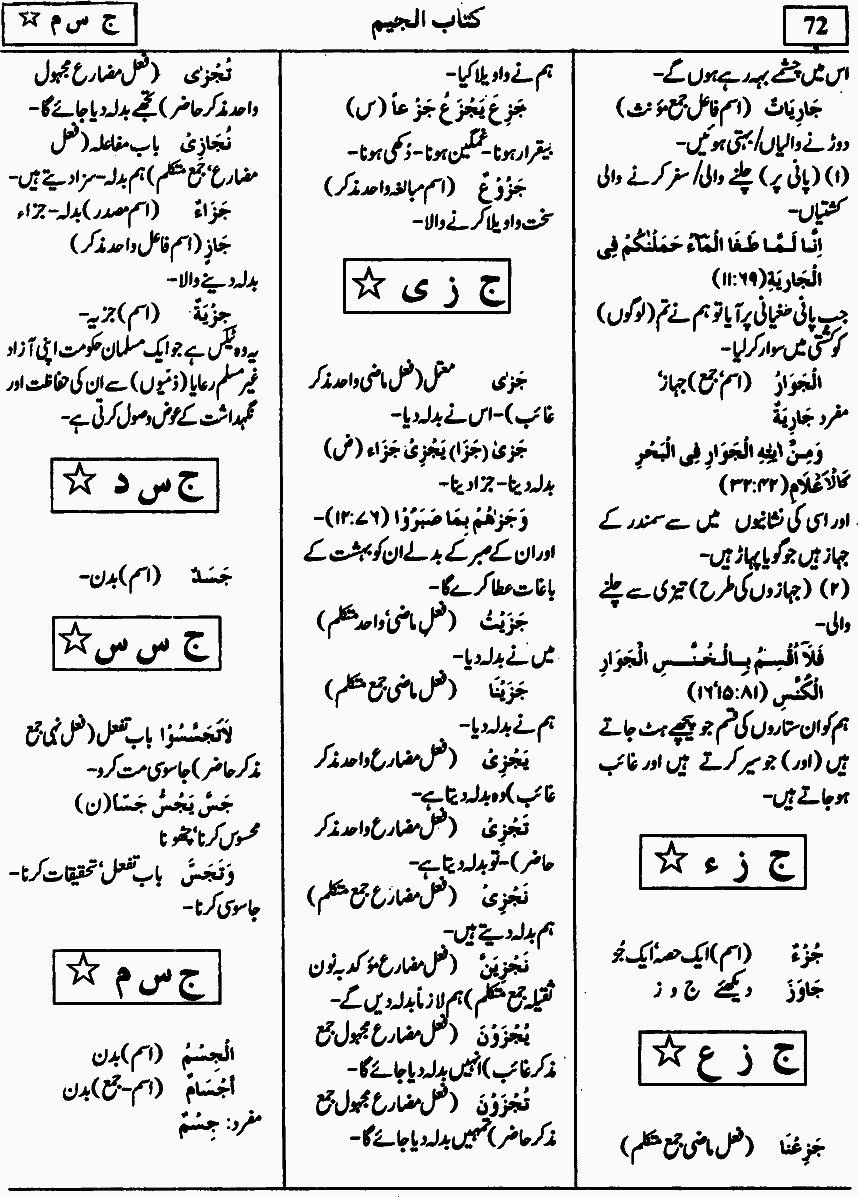 72
کتاب الجیم
ج س م ☆
اس میں چشمے بہہ رہے ہوں گے-
جَارِيَاتٌ (اسم فاعل جمع مؤنث)
دوڑنے والیاں/ بہتی ہوئیں-
(۱) (پانی پر) چلنے والی/ سفر کرنے والی
کشتیاں-
اِنَّا لَمَّا طَغَا الْمَآءُ حَمَلْنٰكُمْ فِى
الْجَارِيَةِ (۱۱:۶۹)
جب پانی طغیانی پر آیا تو ہم نے تم (لوگوں)
کو کشتی میں سوار کر لیا-
الْجَوَارُ (اسم، جمع) جہاز،
مفرد جَارِيَةٌ
وَمِنْ اٰيٰتِهِ الْجَوَارِ فِى الْبَحْرِ
كَالْاَعْلَامِ (۳۲:۴۲)
اور اسی کی نشانیوں میں سے سمندر کے
جہاز ہیں جو گویا پہاڑ ہیں-
(۲) (جہازوں کی طرح) تیزی سے چلنے
والی-
فَلَآ اُقْسِمُ بِالْخُنَّسِ الْجَوَارِ
الْكُنَّسِ (۱۶٬۱۵:۸۱)
ہم کو ان ستاروں کی قسم جو پیچھے ہٹ جاتے
ہیں (اور) جو سیر کرتے ہیں اور غائب
ہو جاتے ہیں-
ج ز ء ☆
جُزْءٌ (اسم) ایک حصہ، ایک جُو
جَاوَزَ دیکھئے ج و ز
ج ز ع ☆
جَزِعْنَا (فعل ماضی جمع متکلم)
ہم نے واویلا کیا-
جَزِعَ يَجْزَعُ جَزْعاً (س)
بیقرار ہونا- غمگین ہونا- دُکھی ہونا-
جَزُوْعٌ (اسم مبالغہ واحد مذکر)
سخت واویلا کرنے والا-
ج ز ی ☆
جَزٰى معتل (فعل ماضی واحد مذکر
غائب)- اس نے بدلہ دیا-
جَزىٰ (جَزَا) يَجْزِىْ جَزَاء (ض)
بدلہ دینا- جزا دینا-
وَجَزٰهُمْ بِمَا صَبَرُوْا (۱۲:۷۶)-
اور ان کے صبر کے بدلے ان کو بہشت کے
باغات عطا کرے گا-
جَزَيْتُ (فعل ماضی، واحد متکلم)
میں نے بدلہ دیا-
جَزَيْنَا (فعل ماضی جمع متکلم)
ہم نے بدلہ دیا-
يَجْزِىْ (فعل مضارع واحد مذکر
غائب) وہ بدلہ دیتا ہے-
تَجْزِىْ (فعل مضارع واحد مذکر
حاضر)- تو بدلہ دیتا ہے-
نَجْزِىْ (فعل مضارع جمع متکلم)
ہم بدلہ دیتے ہیں-
نَجْزِيَنَّ (فعل مضارع مؤکد بہ نون
ثقیلہ جمع متکلم) ہم لازماً بدلہ دیں گے-
يُجْزَوْنَ (فعل مضارع مجہول جمع
مذکر غائب) انہیں بدلہ دیا جائے گا-
تُجْزَوْنَ (فعل مضارع مجہول جمع
مذکر حاضر) تمہیں بدلہ دیا جائے گا-
تُجْزٰى (فعل مضارع مجہول
واحد مذکر حاضر) تجھے بدلہ دیا جائے گا-
نُجَازِىْ باب مفاعلہ (فعل
مضارع، جمع متکلم) ہم بدلہ- سزا دیتے ہیں-
جَزَاءٌ (اسم مصدر) بدلہ- جزاء
جَازٍ (اسم فاعل واحد مذکر)
بدلہ دینے والا-
جِزْيَةٌ (اسم) جزیہ-
یہ وہ ٹیکس ہے جو ایک مسلمان حکومت اپنی آزاد
غیر مسلم رعایا (ذمیوں) سے ان کی حفاظت اور
نگہداشت کے عوض وصول کرتی ہے-
ج س د ☆
جَسَدٌ (اسم) بدن-
ج س س ☆
لَاتَجَسَّسُوْا باب تفعل (فعل نہی جمع
مذکر حاضر) جاسوسی مت کرو-
جَسَّ يَجُسُّ جَسّا (ن)
محسوس کرنا، چھونا
وَتَجَسَّ باب تفعل، تحقیقات کرنا-
جاسوسی کرنا-
ج س م ☆
الْجِسْمُ (اسم) بدن
اَجْسَامٌ (اسم- جمع) بدن
مفرد: جِسْمٌ